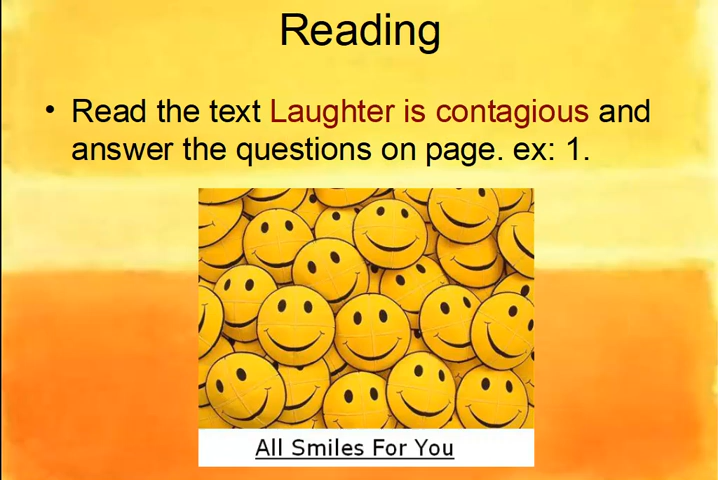 Reading
• Read the text Laughter is contagious and
answer the questions on page. ex: 1.
All Smiles For You